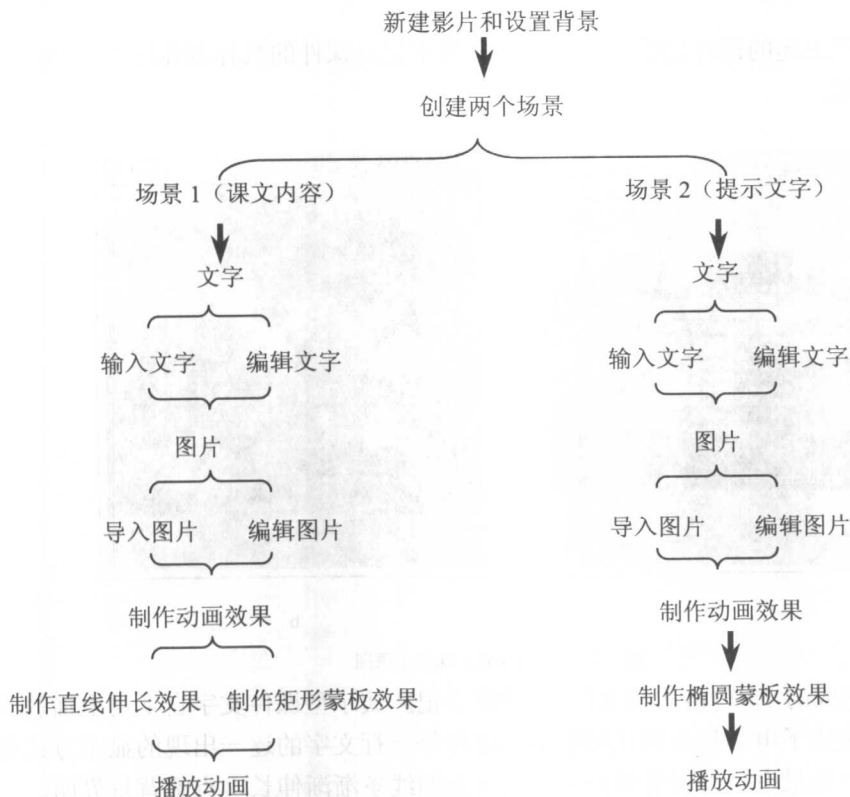 新建影片和设置背景
创建两个场景
场景 1（课文内容）
场景 2（提示文字）
文字
文字
输入文字
编辑文字
输入文字
编辑文字
图片
图片
导入图片
编辑图片
导入图片
编辑图片
制作动画效果
制作动画效果
制作直线伸长效果
制作矩形蒙板效果
制作椭圆蒙板效果
播放动画
播放动画